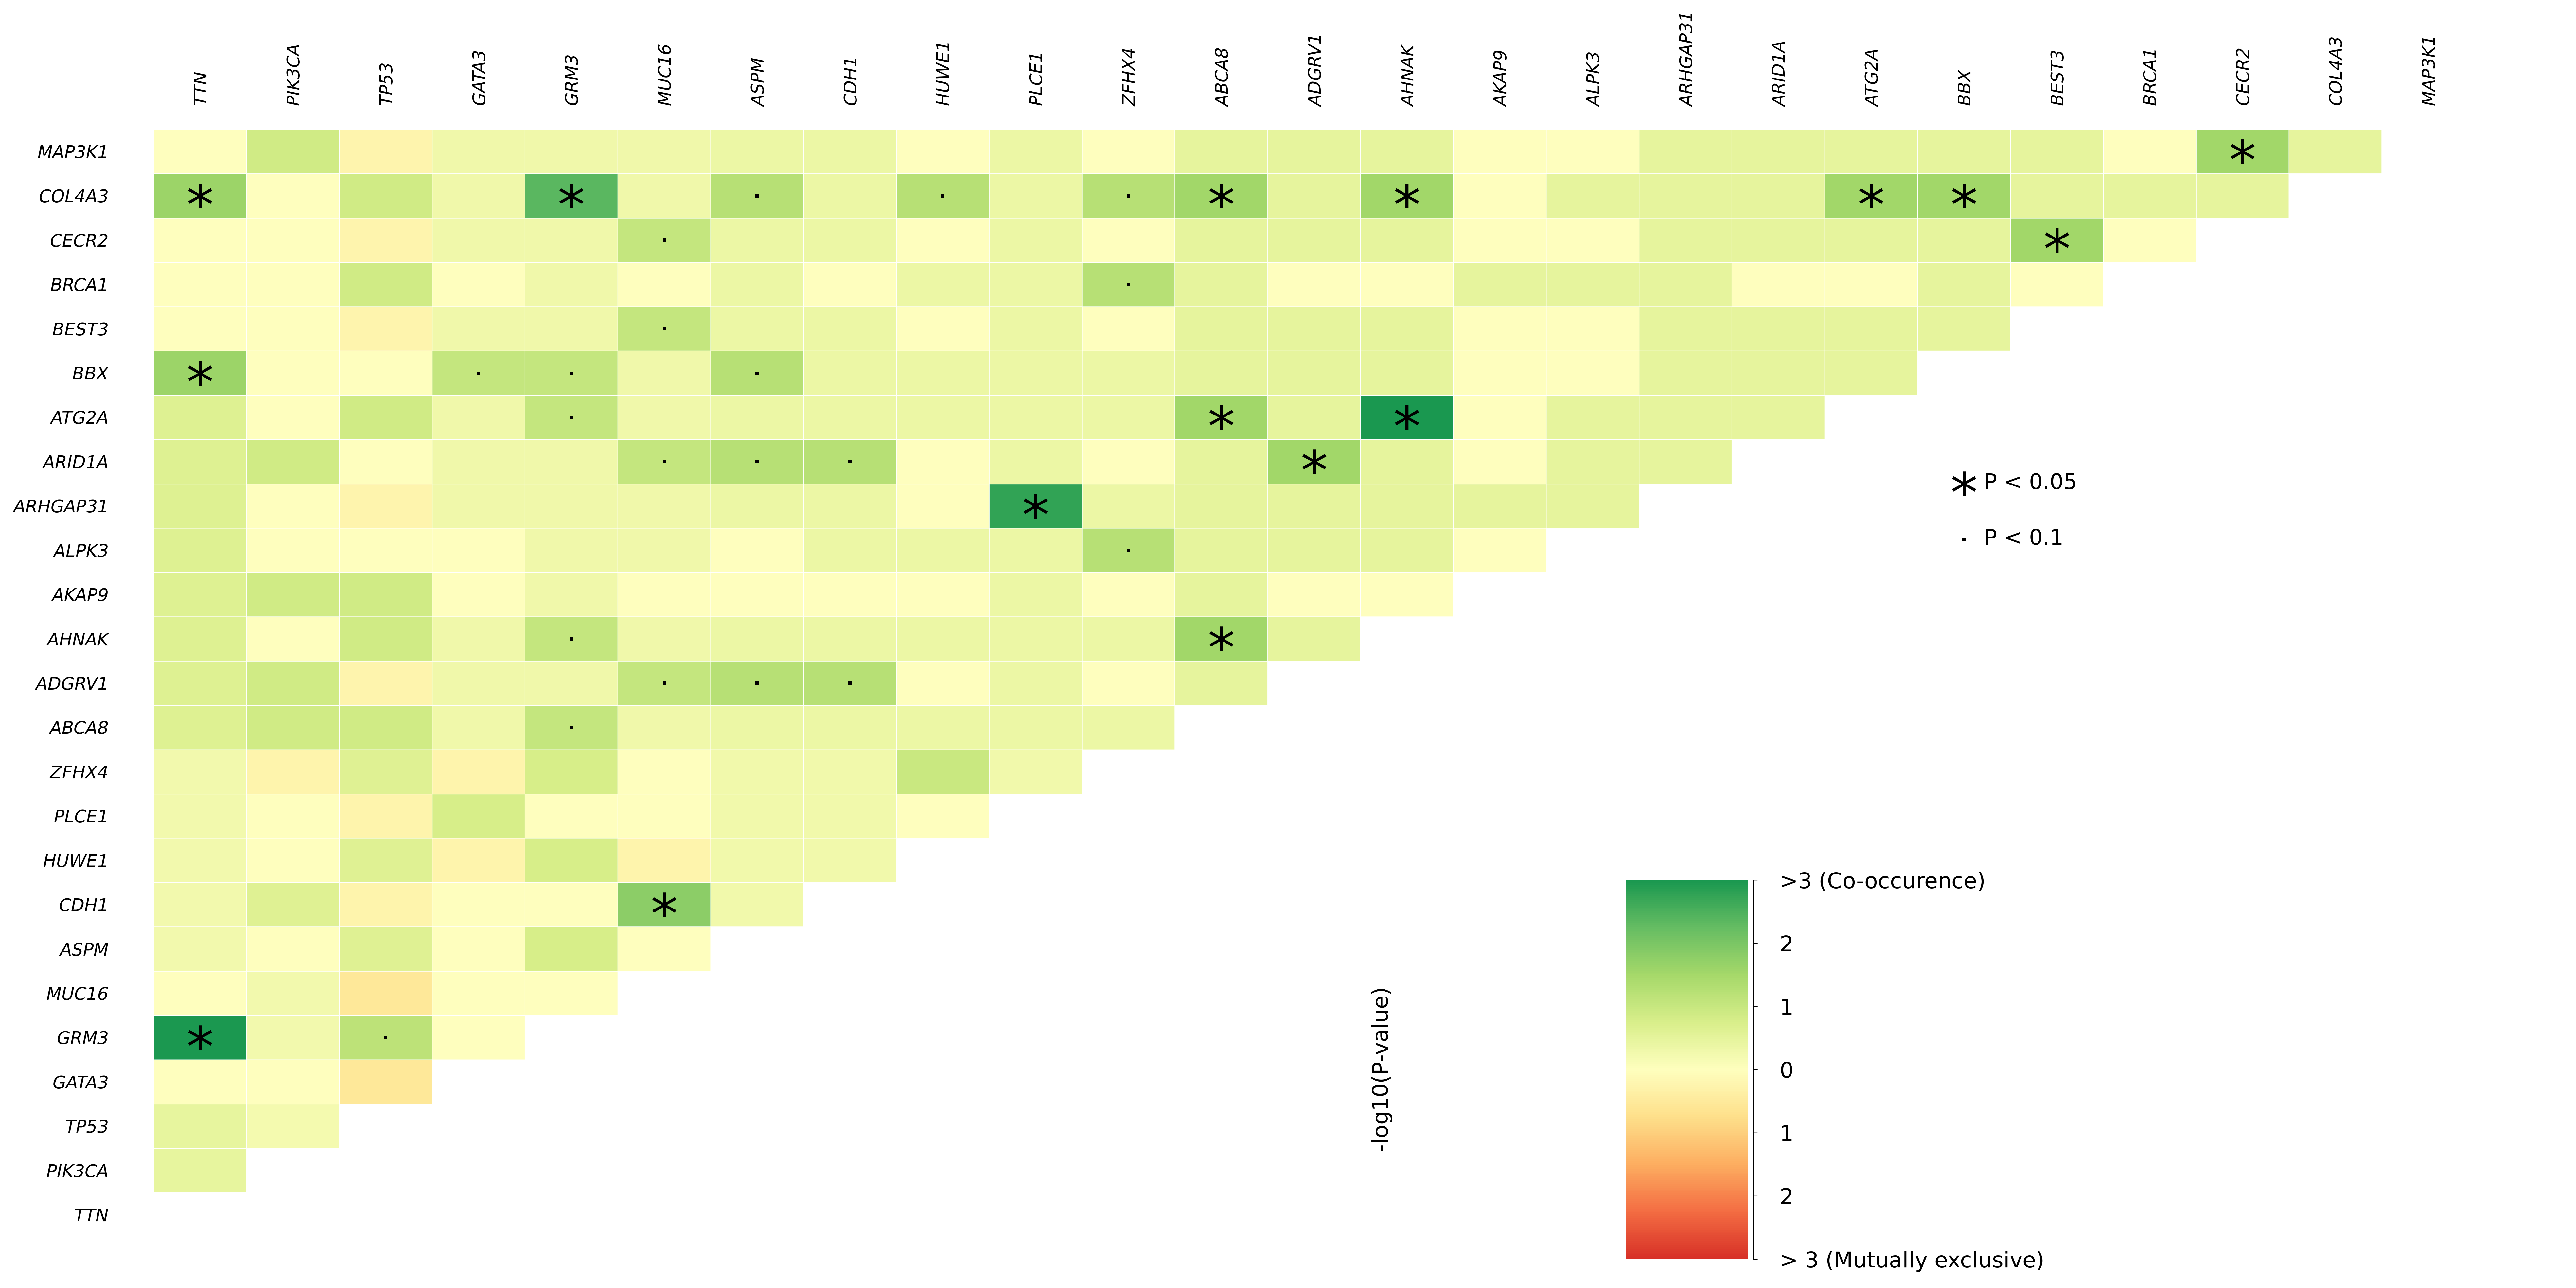 TTN PIK3CA TP53 GATA3 GRM3 MUC16 ASPM CDH1 HUWE1 PLCE1 ZFHX4 ABCA8 ADGRV1 AHNAK AKAP9 ALPK3 ARHGAP31 ARID1A ATG2A BBX BEST3 BRCA1 CECR2 COL4A3 MAP3K1
MAP3K1
COL4A3
CECR2
BRCA1
BEST3
BBX
ATG2A
ARID1A
ARHGAP31
ALPK3
AKAP9
AHNAK
ADGRV1
ABCA8
ZFHX4
PLCE1
HUWE1
CDH1
ASPM
MUC16
GRM3
GATA3
TP53
PIK3CA
TTN
* P < 0.05
· P < 0.1
-log10(P-value)
>3 (Co-occurence)
2
1
0
1
2
> 3 (Mutually exclusive)